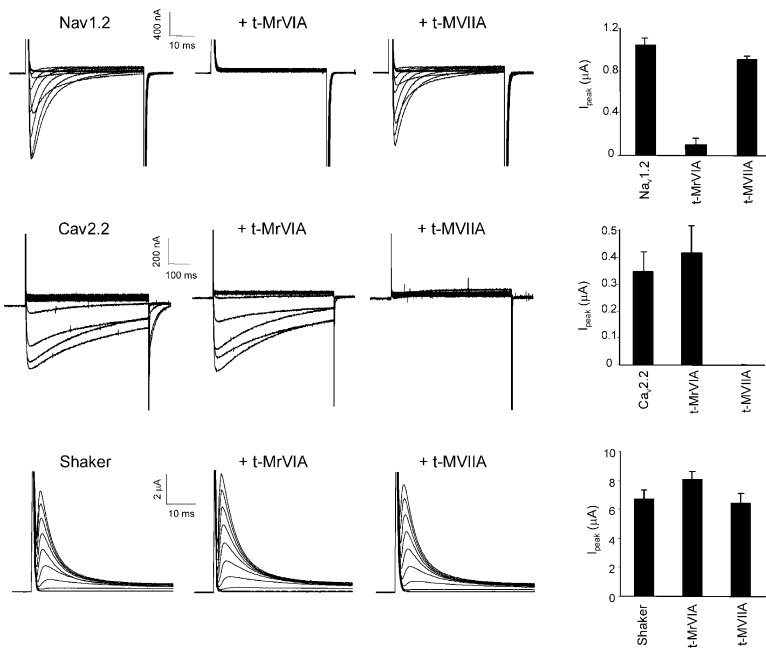 Nav1.2
400 nA
10 ms
+ t-MrVIA
+ t-MVIIA
1.2
0.8
0.4
0
Ipeak (μA)
Nav1.2
t-MrVIA
t-MVIIA
Cav2.2
200 nA
100 ms
+ t-MrVIA
+ t-MVIIA
0.5
0.4
0.3
0.2
0.1
0
Ipeak (μA)
Cav2.2
t-MrVIA
t-MVIIA
Shaker
2 μA
10 ms
+ t-MrVIA
+ t-MVIIA
10
8
6
4
2
0
Ipeak (μA)
Shaker
t-MrVIA
t-MVIIA